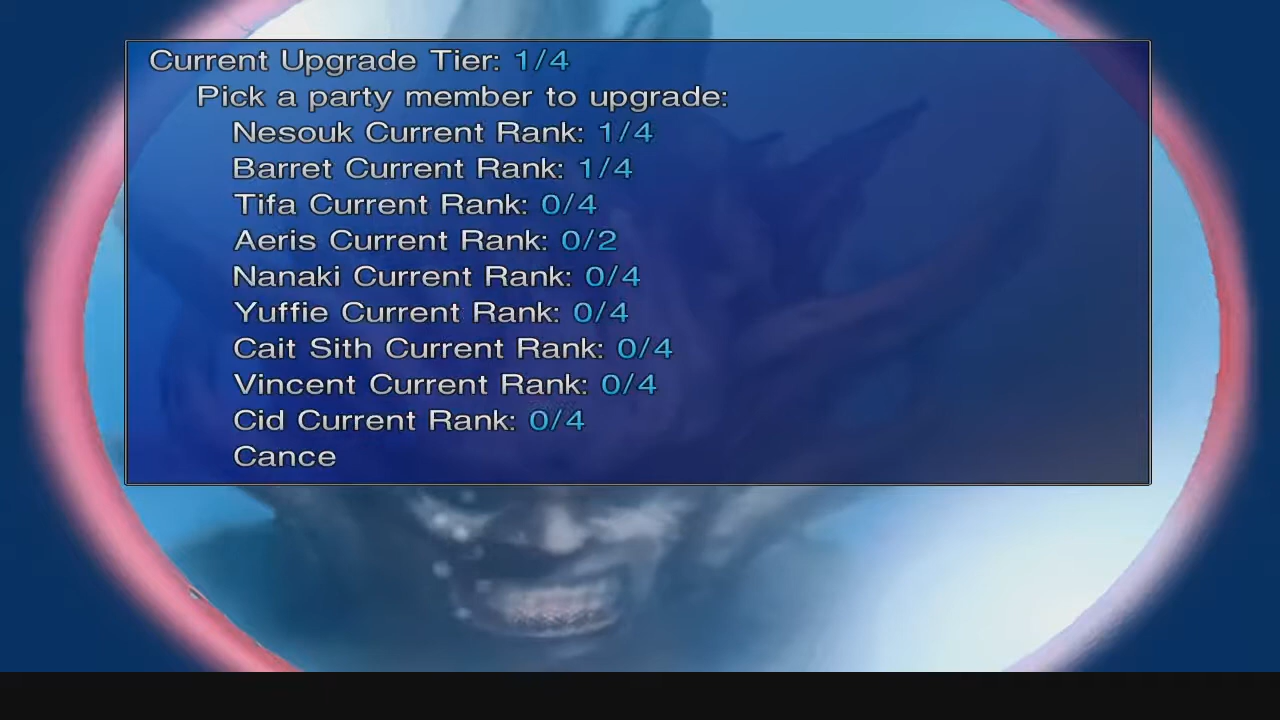 Current Upgrade Tier: 1/4
Pick a party member to upgrade:
Nesouk Current Rank: 1/4
Barret Current Rank: 1/4
Tifa Current Rank: 0/4
Aeris Current Rank: 0/2
Nanaki Current Rank: 0/4
Yuffie Current Rank: 0/4
Cait Sith Current Rank: 0/4
Vincent Current Rank: 0/4
Cid Current Rank: 0/4
Cance